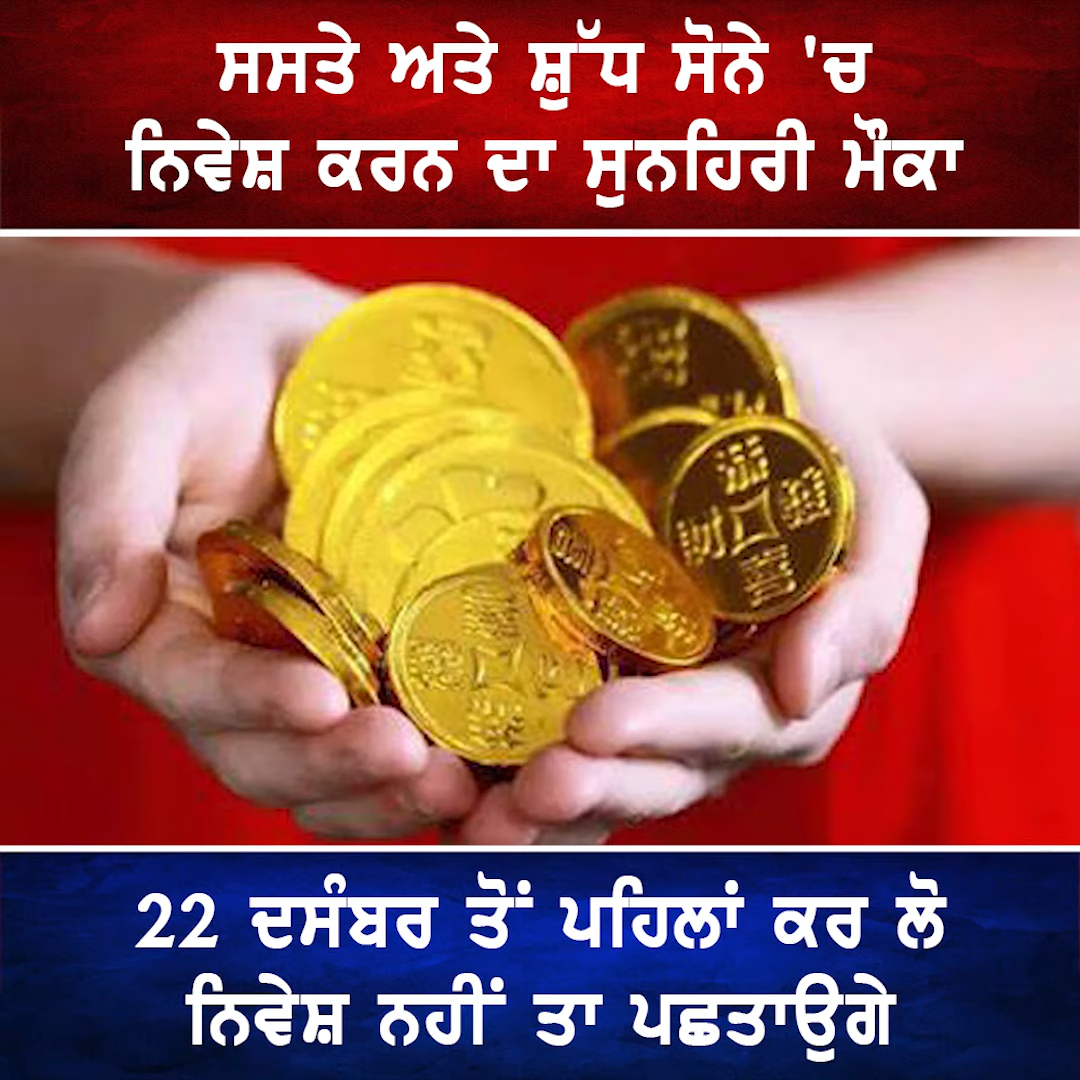 ਸਸਤੇ ਅਤੇ ਸ਼ੁੱਧ ਸੋਨੇ 'ਚ
ਨਿਵੇਸ਼ ਕਰਨ ਦਾ ਸੁਨਹਿਰੀ ਮੌਕਾ
22 ਦਸੰਬਰ ਤੋਂ ਪਹਿਲਾਂ ਕਰ ਲੋ
ਨਿਵੇਸ਼ ਨਹੀਂ ਤਾ ਪਛਤਾਉਗੇ